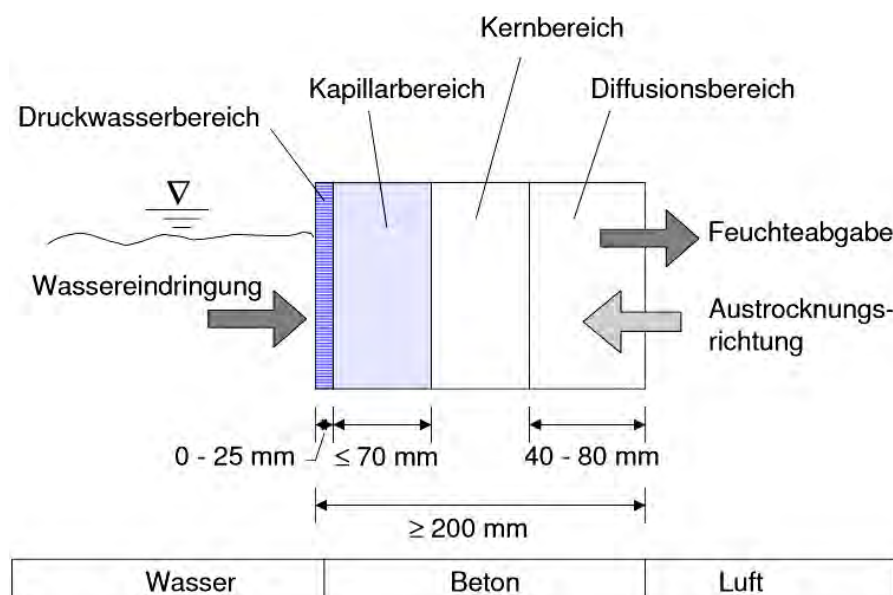 Kernbereich
Kapillarbereich
Diffusionsbereich
Druckwasserbereich
Feuchteabgabe
Wassereindringung
Austrocknungs-
richtung
0 - 25 mm
≤ 70 mm
40 - 80 mm
≥ 200 mm
Wasser
Beton
Luft